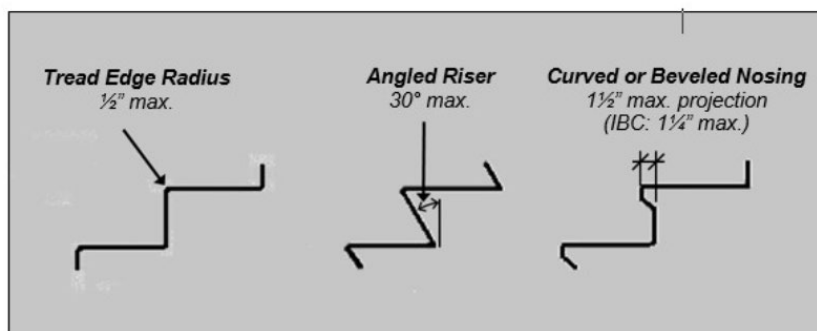 Tread Edge Radius
½” max.
Angled Riser
30° max.
Curved or Beveled Nosing
1½” max. projection
(IBC: 1¼” max.)